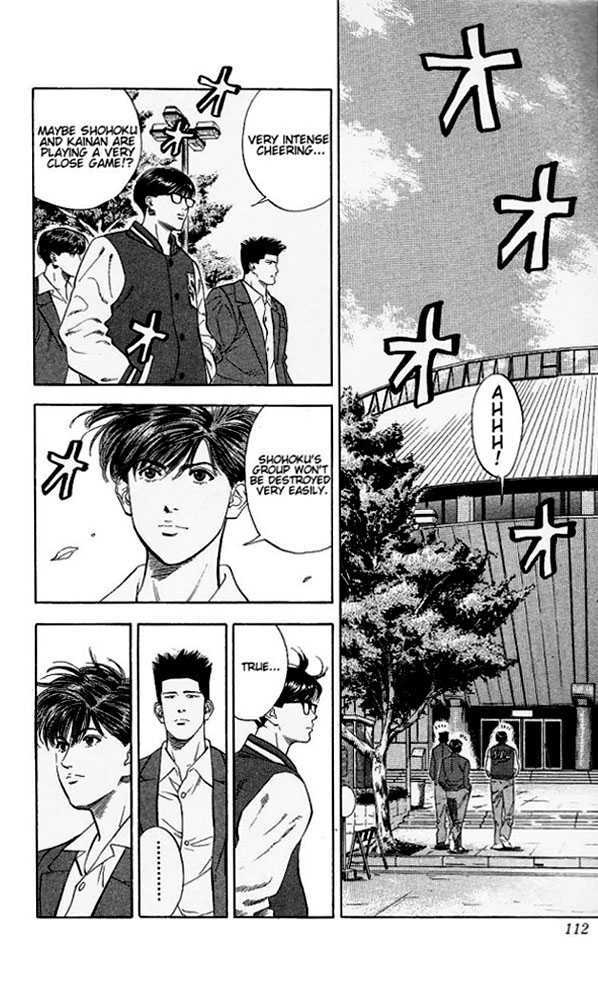 オ
オ
オ
AHHH!
オ
VERY INTENSE
CHEERING...
オ
オ
MAYBE SHOHOKU
AND KAINAN ARE
PLAYING A VERY
CLOSE GAME!?
オ
SHOHOKU'S
GROUP WON'T
BE DESTROYED
VERY EASILY.
オ
TRUE...
........
112